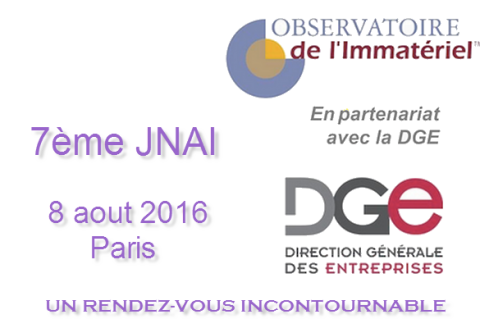 OBSERVATOIRE
de l'Immatériel™
En partenariat
avec la DGE
7ème JNAI
8 aout 2016
Paris
DGe
DIRECTION GÉNÉRALE
DES ENTREPRISES
UN RENDEZ-VOUS INCONTOURNABLE